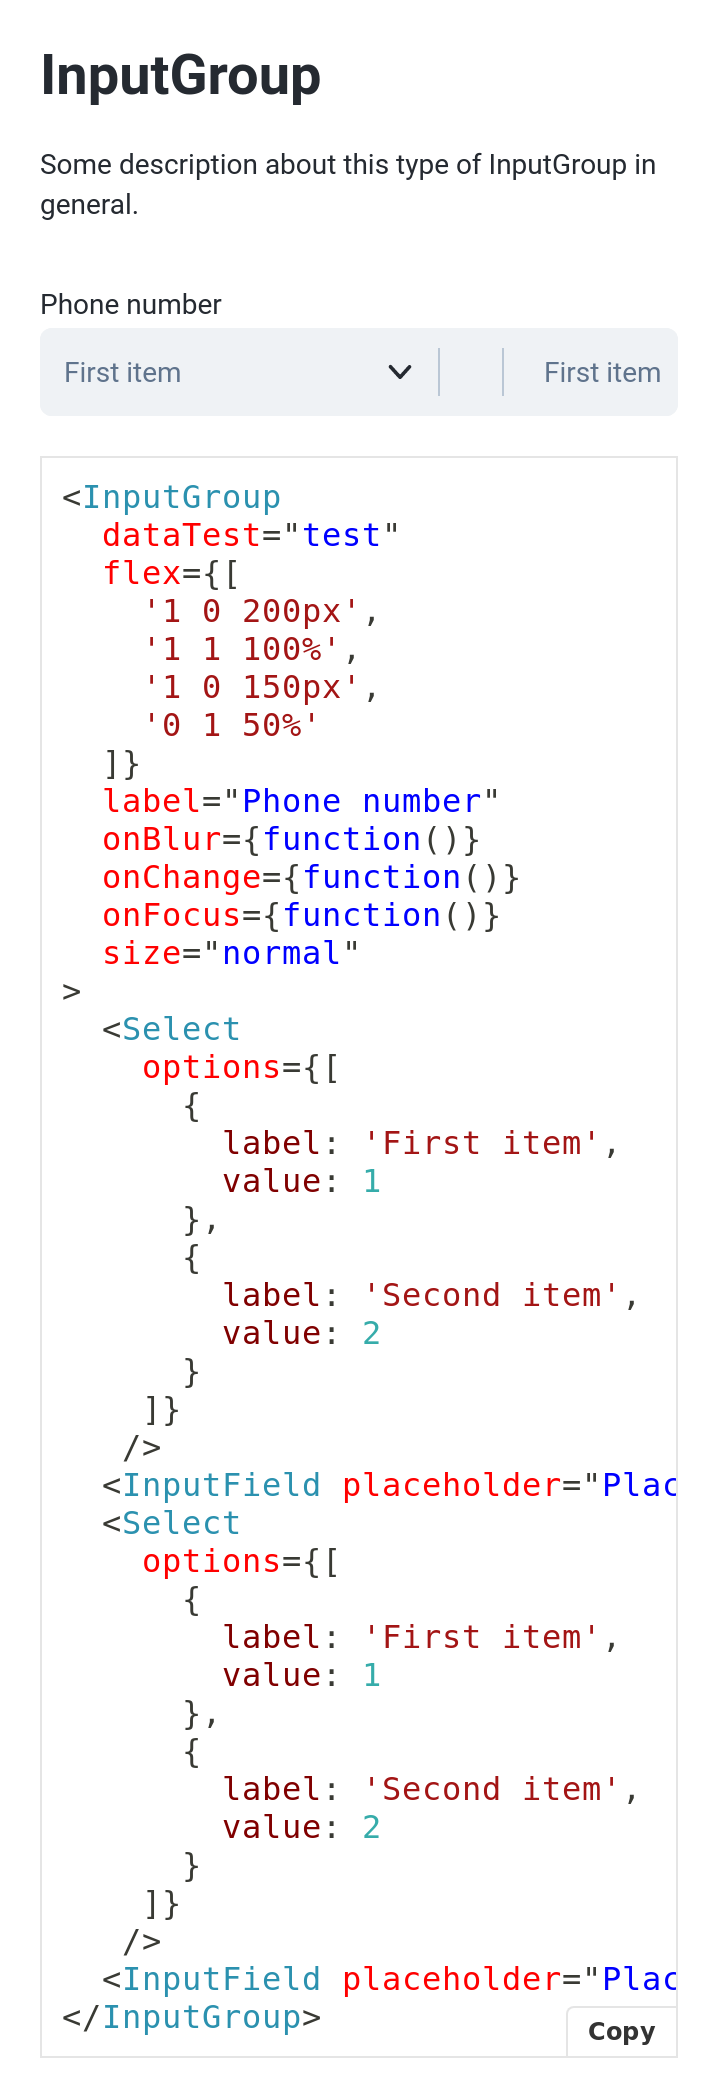 InputGroup
Some description about this type of InputGroup in
general.
Phone number
First item First item
<InputGroup
  dataTest="test"
  flex={[
    '1 0 200px',
    '1 1 100%',
    '1 0 150px',
    '0 1 50%'
  ]}
  label="Phone number"
  onBlur={function()}
  onChange={function()}
  onFocus={function()}
  size="normal"
>
  <Select
    options={[
      {
        label: 'First item',
        value: 1
      },
      {
        label: 'Second item',
        value: 2
      }
    ]}
   />
  <InputField placeholder="Plac
  <Select
    options={[
      {
        label: 'First item',
        value: 1
      },
      {
        label: 'Second item',
        value: 2
      }
    ]}
   />
  <InputField placeholder="Plac
</InputGroup>
Copy